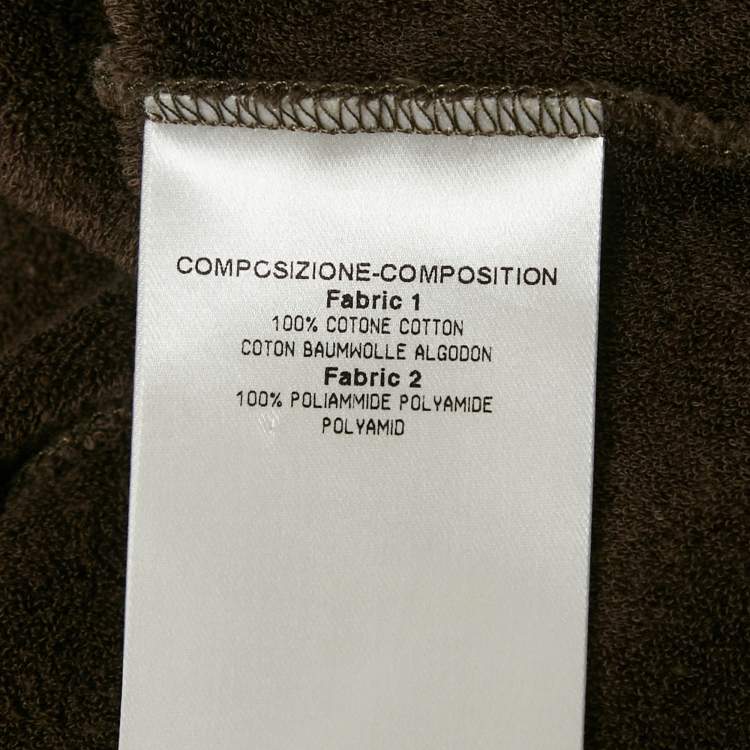 COMPOSIZIONE-COMPOSITION
Fabric 1
100% COTONE COTTON
COTON BAUMWOLLE ALGODON
Fabric 2
100% POLIAMMIDE POLYAMIDE
POLYAMID